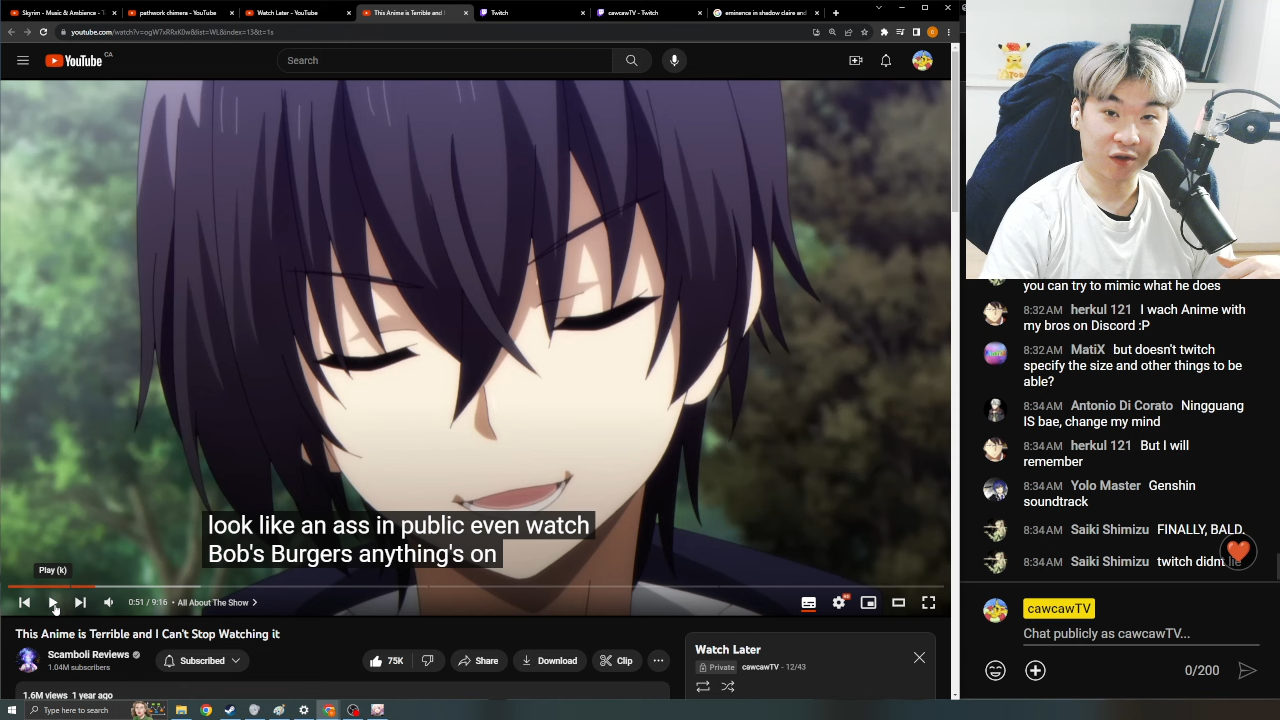 Skyrim - Music & Ambience -
pathwork chimera - YouTube
Watch Later - YouTube
This Anime is Terrible and I
Twitch
cawcawTV - Twitch
eminence in shadow claire and
youtube.com/watch?v=ogW7xRRxK0w&list=WL&index=13&t=1s
YouTube CA
Search
look like an ass in public even watch
Bob's Burgers anything's on
Play (k)
0:51 / 9:16 • All About The Show
This Anime is Terrible and I Can't Stop Watching it
Scamboli Reviews
1.04M subscribers
Subscribed
75K
Share
Download
Clip
1.6M views 1 year ago
Watch Later
Private cawcawTV - 12/43
you can try to mimic what he does
8:32 AM herkul 121 I wach Anime with
my bros on Discord :P
8:32 AM MatiX but doesn't twitch
specify the size and other things to be
able?
8:34 AM Antonio Di Corato Ningguang
IS bae, change my mind
8:34 AM herkul 121 But I will
remember
8:34 AM Yolo Master Genshin
soundtrack
8:34 AM Saiki Shimizu FINALLY, BALD.
8:34 AM Saiki Shimizu twitch didnt lie
cawcawTV
Chat publicly as cawcawTV...
0/200
Type here to search